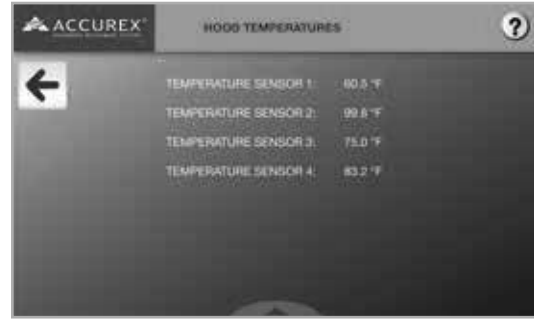 ACCUREX
HOOD TEMPERATURES
?
TEMPERATURE SENSOR 1: 60.5 °F
TEMPERATURE SENSOR 2: 99.8 °F
TEMPERATURE SENSOR 3: 75.0 °F
TEMPERATURE SENSOR 4: 83.2 °F